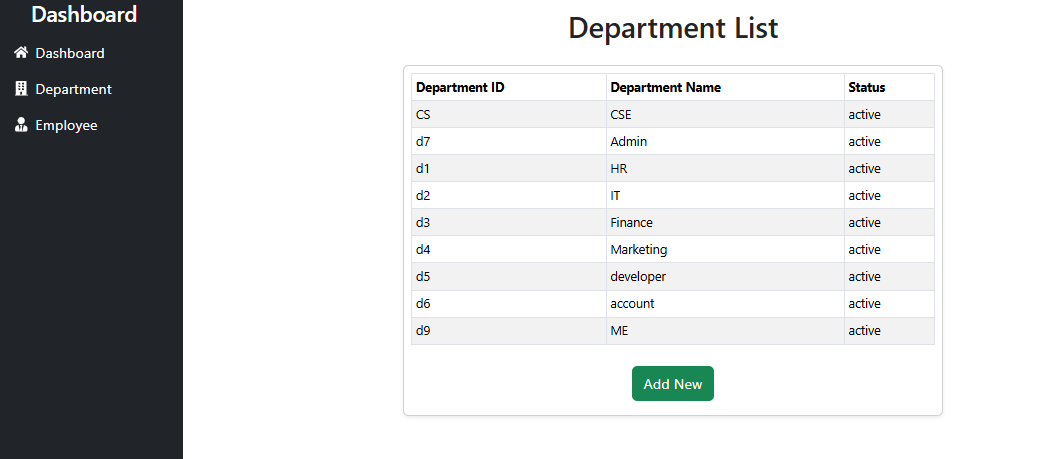 Dashboard
Dashboard
Department
Employee
Department List
Department ID Department Name Status
CS CSE active
d7 Admin active
d1 HR active
d2 IT active
d3 Finance active
d4 Marketing active
d5 developer active
d6 account active
d9 ME active
Add New